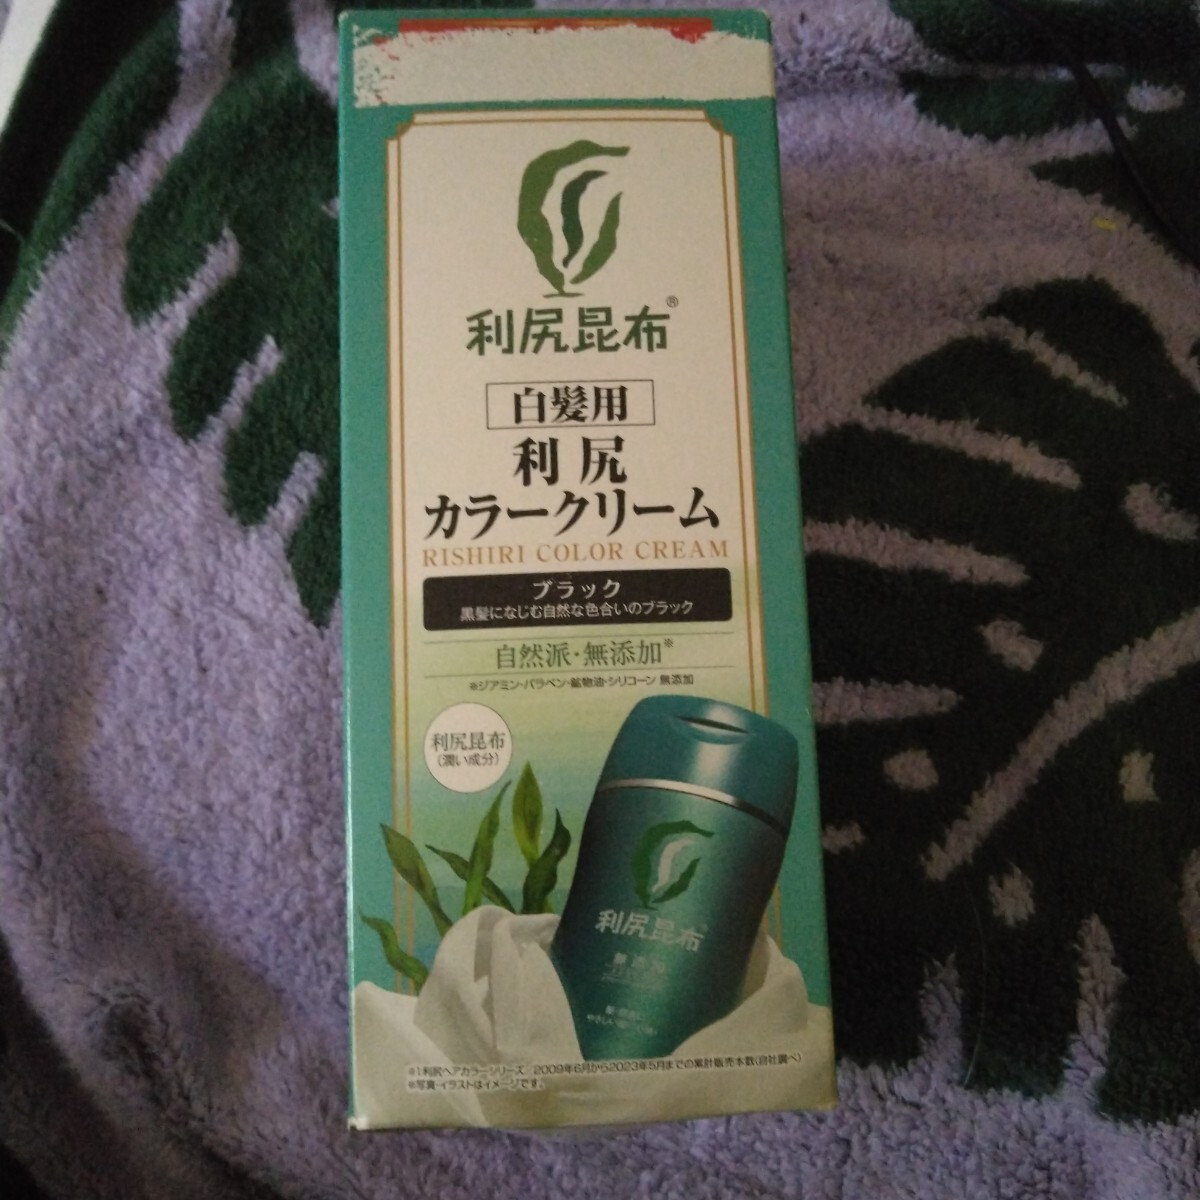 利尻昆布®
白髪用
利尻
カラークリーム
RISHIRI COLOR CREAM
ブラック
黒髪になじむ自然な色合いのブラック
自然派・無添加※
※ジアミン・パラベン・鉱物油・シリコーン 無添加
利尻昆布
(潤い成分)
利尻昆布
無添加
※1利尻ヘアカラーシリーズ 2009年6月から2023年5月までの累計販売本数(自社調べ)
※写真・イラストはイメージです。